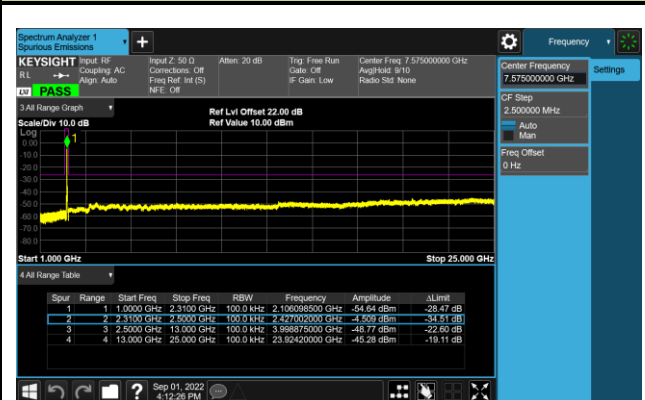 Spectrum Analyzer 1
Spurious Emissions
+
Frequency
KEYSIGHT Input: RF Input Z: 50 Ω Atten: 20 dB Trig: Free Run Center Freq: 7.575000000 GHz
RL Coupling: AC Corrections: Off Gate: Off Avg|Hold: 9/10
Align: Auto Freq Ref: Int (S) IF Gain: Low Radio Std: None
NFE: Off
LXI PASS
Center Frequency
7.575000000 GHz
Settings
CF Step
2.500000 MHz
Auto
Man
Freq Offset
0 Hz
3 All Range Graph
Ref Lvl Offset 22.00 dB
Scale/Div 10.0 dB Ref Value 10.00 dBm
Log
1
0.00
-10.0
-20.0
-30.0
-40.0
-50.0
-60.0
-70.0
-80.0
Start 1.000 GHz Stop 25.000 GHz
4 All Range Table
Spur Range Start Freq Stop Freq RBW Frequency Amplitude ΔLimit
1 1 1.0000 GHz 2.3100 GHz 100.0 kHz 2.106098500 GHz -54.64 dBm -28.47 dB
2 2 2.3100 GHz 2.5000 GHz 100.0 kHz 2.427002000 GHz -4.509 dBm -34.51 dB
3 3 2.5000 GHz 13.000 GHz 100.0 kHz 3.998875000 GHz -48.77 dBm -22.60 dB
4 4 13.000 GHz 25.000 GHz 100.0 kHz 23.92420000 GHz -45.28 dBm -19.11 dB
?
Sep 01, 2022
4:12:26 PM